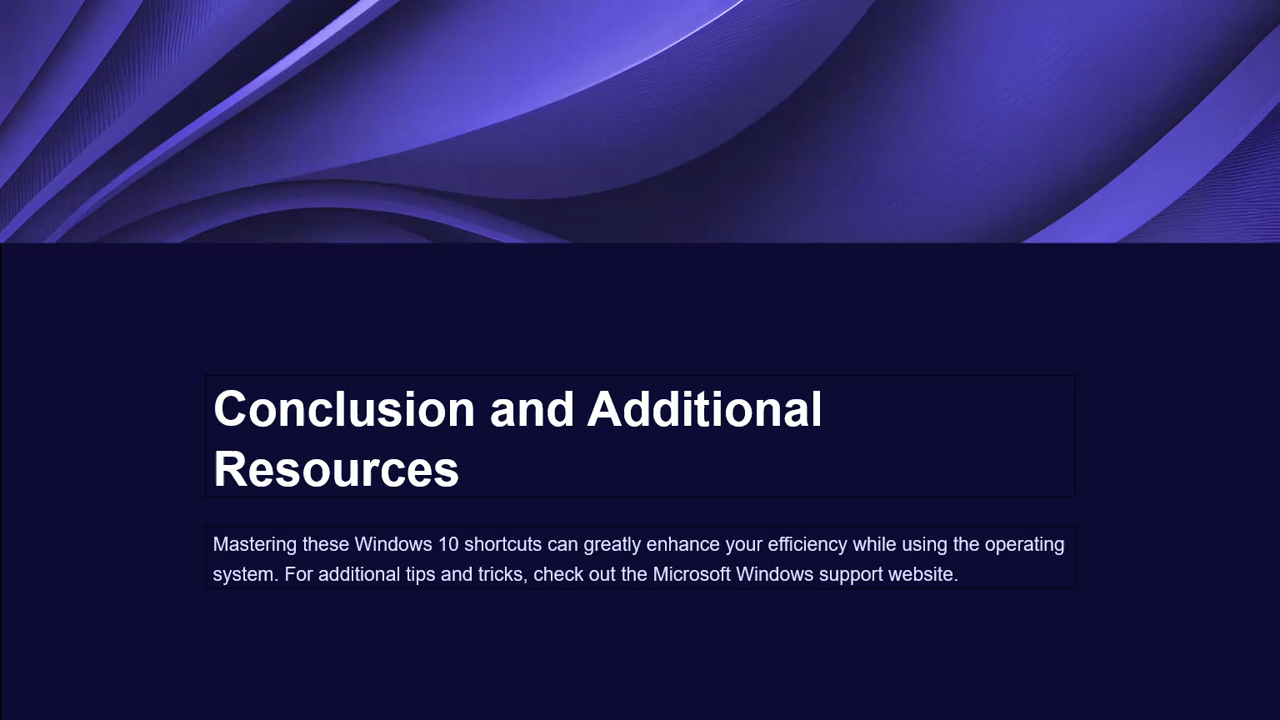 Conclusion and Additional
Resources
Mastering these Windows 10 shortcuts can greatly enhance your efficiency while using the operating
system. For additional tips and tricks, check out the Microsoft Windows support website.